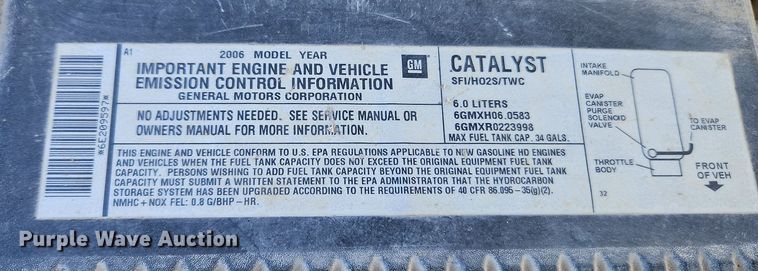 A1
2006 MODEL YEAR
IMPORTANT ENGINE AND VEHICLE
EMISSION CONTROL INFORMATION
GENERAL MOTORS CORPORATION
GM
NO ADJUSTMENTS NEEDED. SEE SERVICE MANUAL OR
OWNERS MANUAL FOR MORE INFORMATION.
CATALYST
SFI/HO2S/TWC
6.0 LITERS
6GMXH06.0583
6GMXR0223998
MAX FUEL TANK CAP. 34 GALS.
THIS ENGINE AND VEHICLE CONFORM TO U.S. EPA REGULATIONS APPLICABLE TO NEW GASOLINE HD ENGINES
AND VEHICLES WHEN THE FUEL TANK CAPACITY DOES NOT EXCEED THE ORIGINAL EQUIPMENT FUEL TANK
CAPACITY. PERSONS WISHING TO ADD FUEL TANK CAPACITY BEYOND THE ORIGINAL EQUIPMENT FUEL TANK
CAPACITY MUST SUBMIT A WRITTEN STATEMENT TO THE EPA ADMINISTRATOR THAT THE HYDROCARBON
STORAGE SYSTEM HAS BEEN UPGRADED ACCORDING TO THE REQUIREMENTS OF 40 CFR 86.095-35(g)(2).
NMHC + NOX FEL: 0.8 G/BHP-HR.
INTAKE
MANIFOLD
EVAP
CANISTER
PURGE
SOLENOID
VALVE
TO EVAP
CANISTER
THROTTLE
BODY
FRONT
OF VEH
32
*6E209597*
Purple Wave Auction